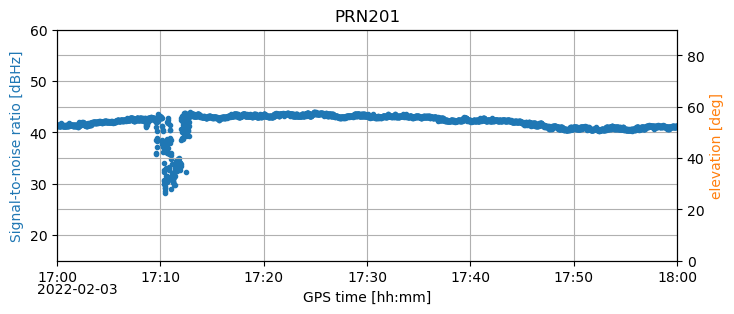 PRN201
Signal-to-noise ratio [dBHz]
60
50
40
30
20
80
60
40
20
0
elevation [deg]
17:00 17:10 17:20 17:30 17:40 17:50 18:00
2022-02-03
GPS time [hh:mm]